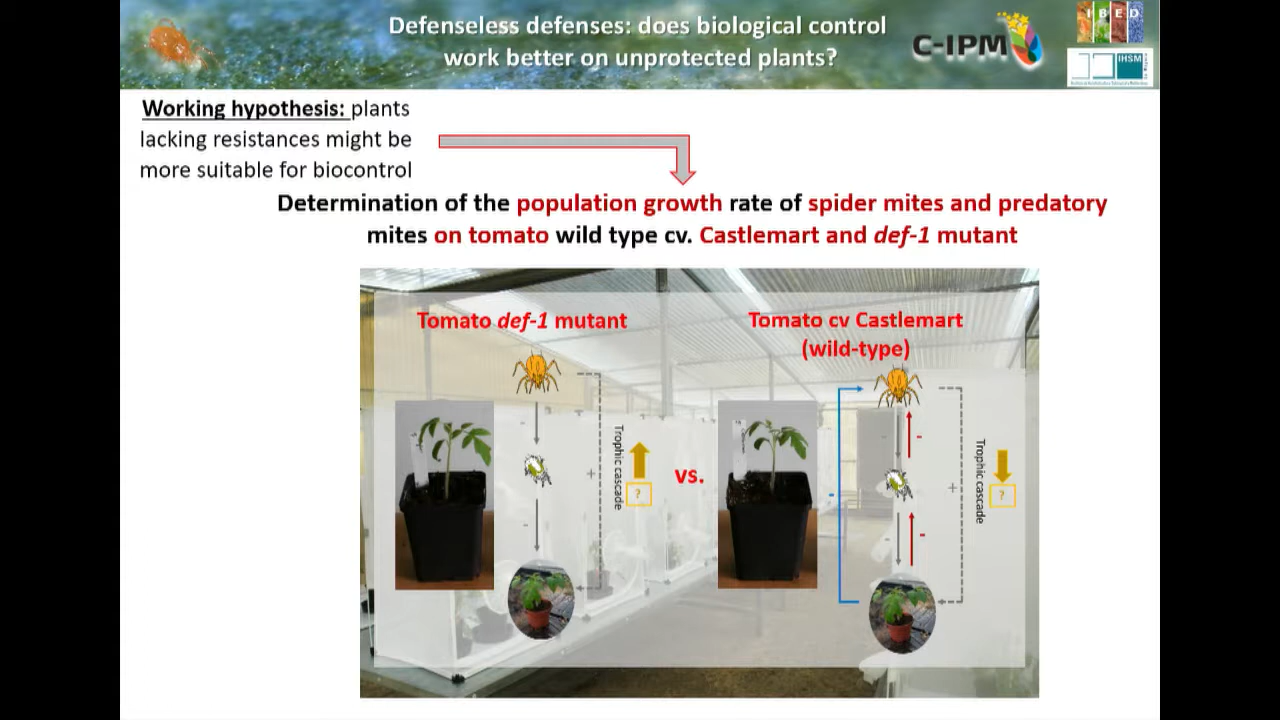 Defenseless defenses: does biological control
work better on unprotected plants?
C-IPM
I B E D
IHSM
Working hypothesis: plants
lacking resistances might be
more suitable for biocontrol
Determination of the population growth rate of spider mites and predatory
mites on tomato wild type cv. Castlemart and def-1 mutant
Tomato def-1 mutant
Tomato cv Castlemart
(wild-type)
-
-
+
Trophic cascade
?
vs.
-
-
-
-
-
+
Trophic cascade
?